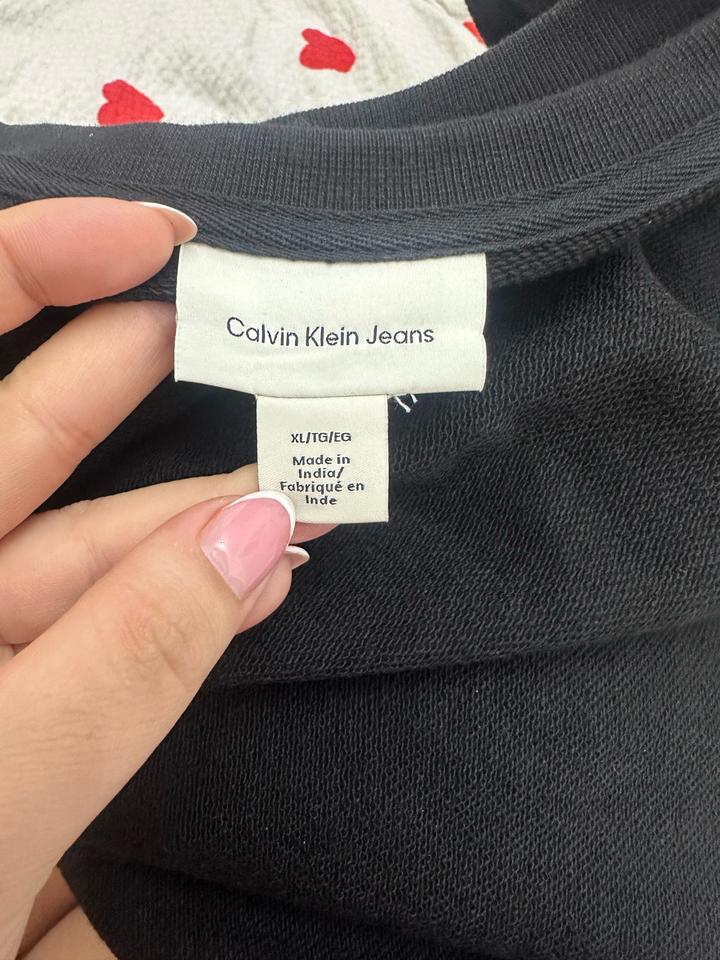 Calvin Klein Jeans
XL/TG/EG
Made in
India/
Fabriqué en
Inde